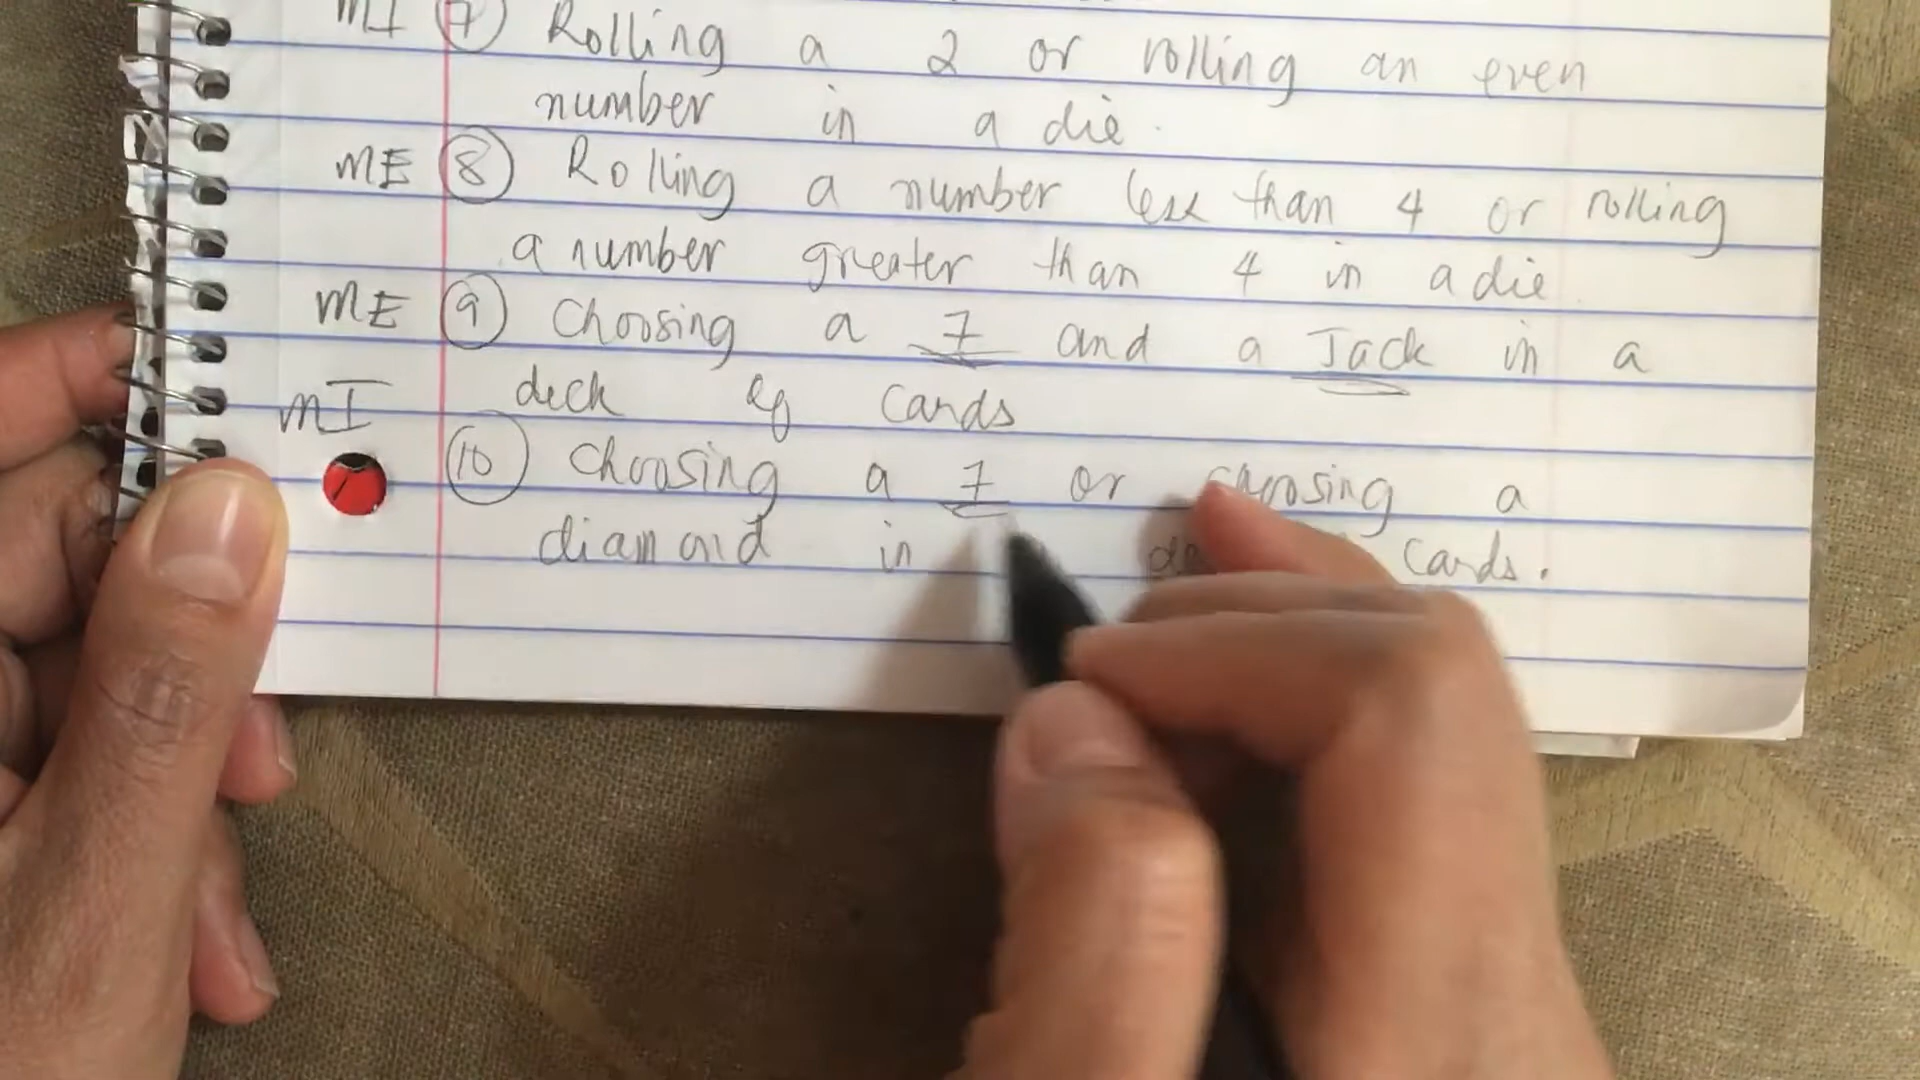 MI 7 Rolling a 2 or rolling an even
number in a die.
ME 8 Rolling a number less than 4 or rolling
a number greater than 4 in a die.
ME 9 Choosing a 7 and a Jack in a
deck of cards
MI
10 Choosing a 7 or choosing a
diamond in cards.